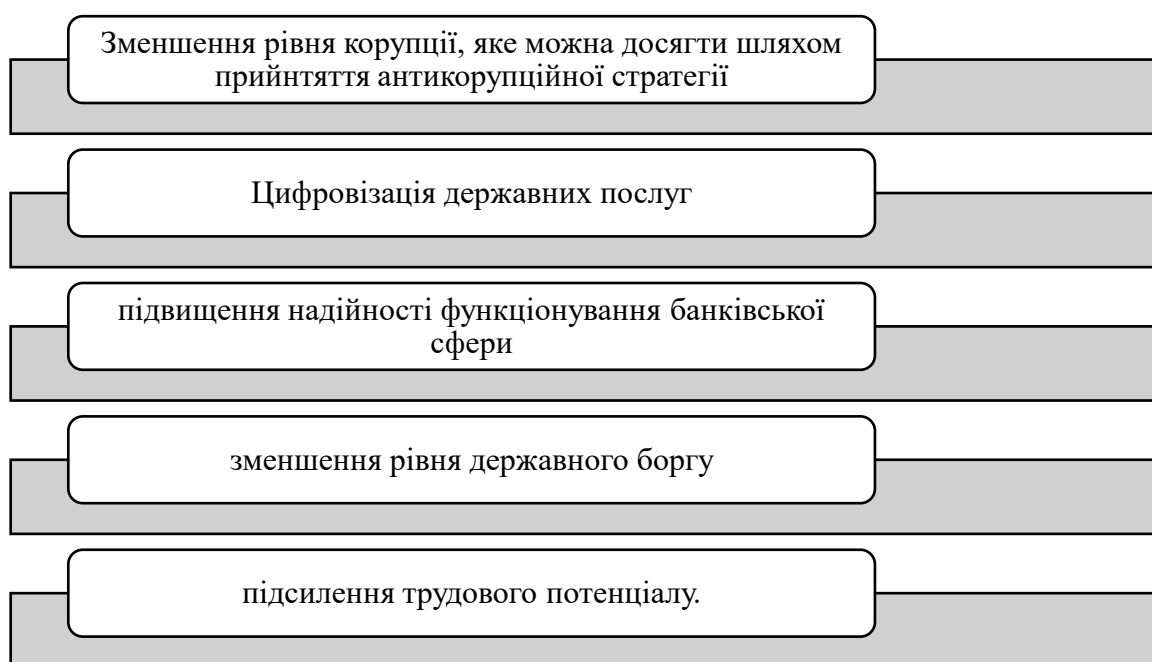 Зменшення рівня корупції, яке можна досягти шляхом
прийнтяття антикорупційної стратегії
Цифровізація державних послуг
підвищення надійності функціонування банківської
сфери
зменшення рівня державного боргу
підсилення трудового потенціалу.